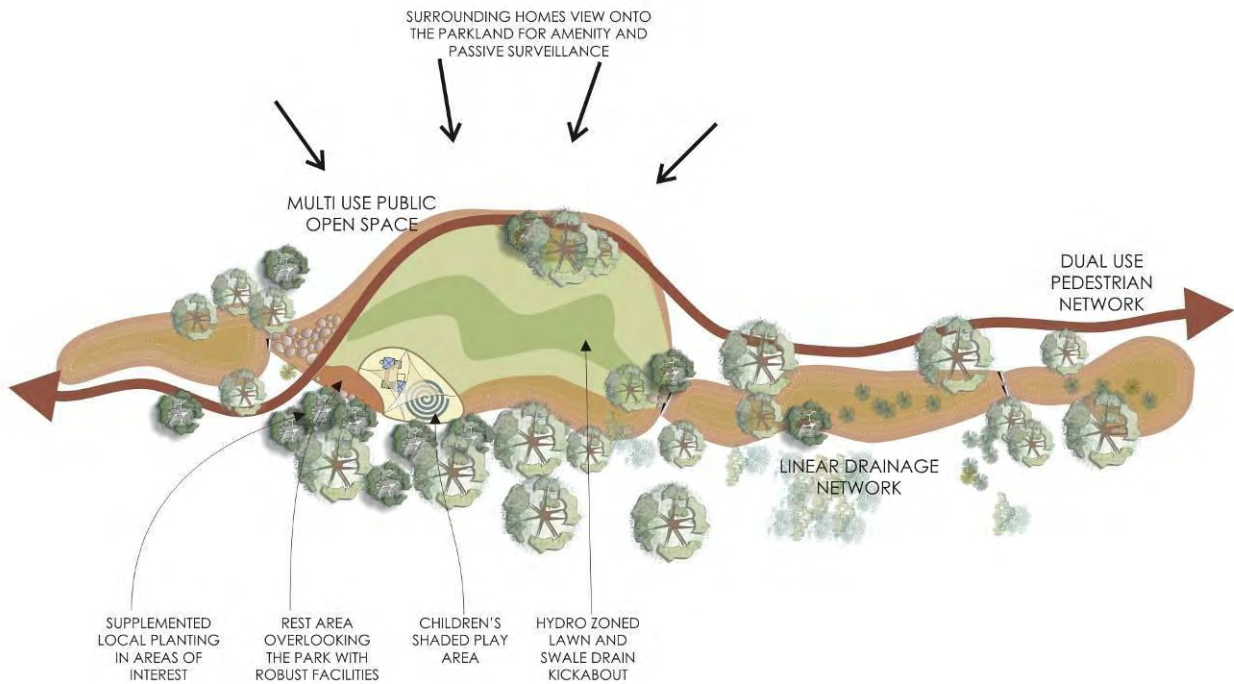 SURROUNDING HOMES VIEW ONTO
THE PARKLAND FOR AMENITY AND
PASSIVE SURVEILLANCE
MULTI USE PUBLIC
OPEN SPACE
DUAL USE
PEDESTRIAN
NETWORK
LINEAR DRAINAGE
NETWORK
SUPPLEMENTED
LOCAL PLANTING
IN AREAS OF
INTEREST
REST AREA
OVERLOOKING
THE PARK WITH
ROBUST FACILITIES
CHILDREN'S
SHADED PLAY
AREA
HYDRO ZONED
LAWN AND
SWALE DRAIN
KICKABOUT